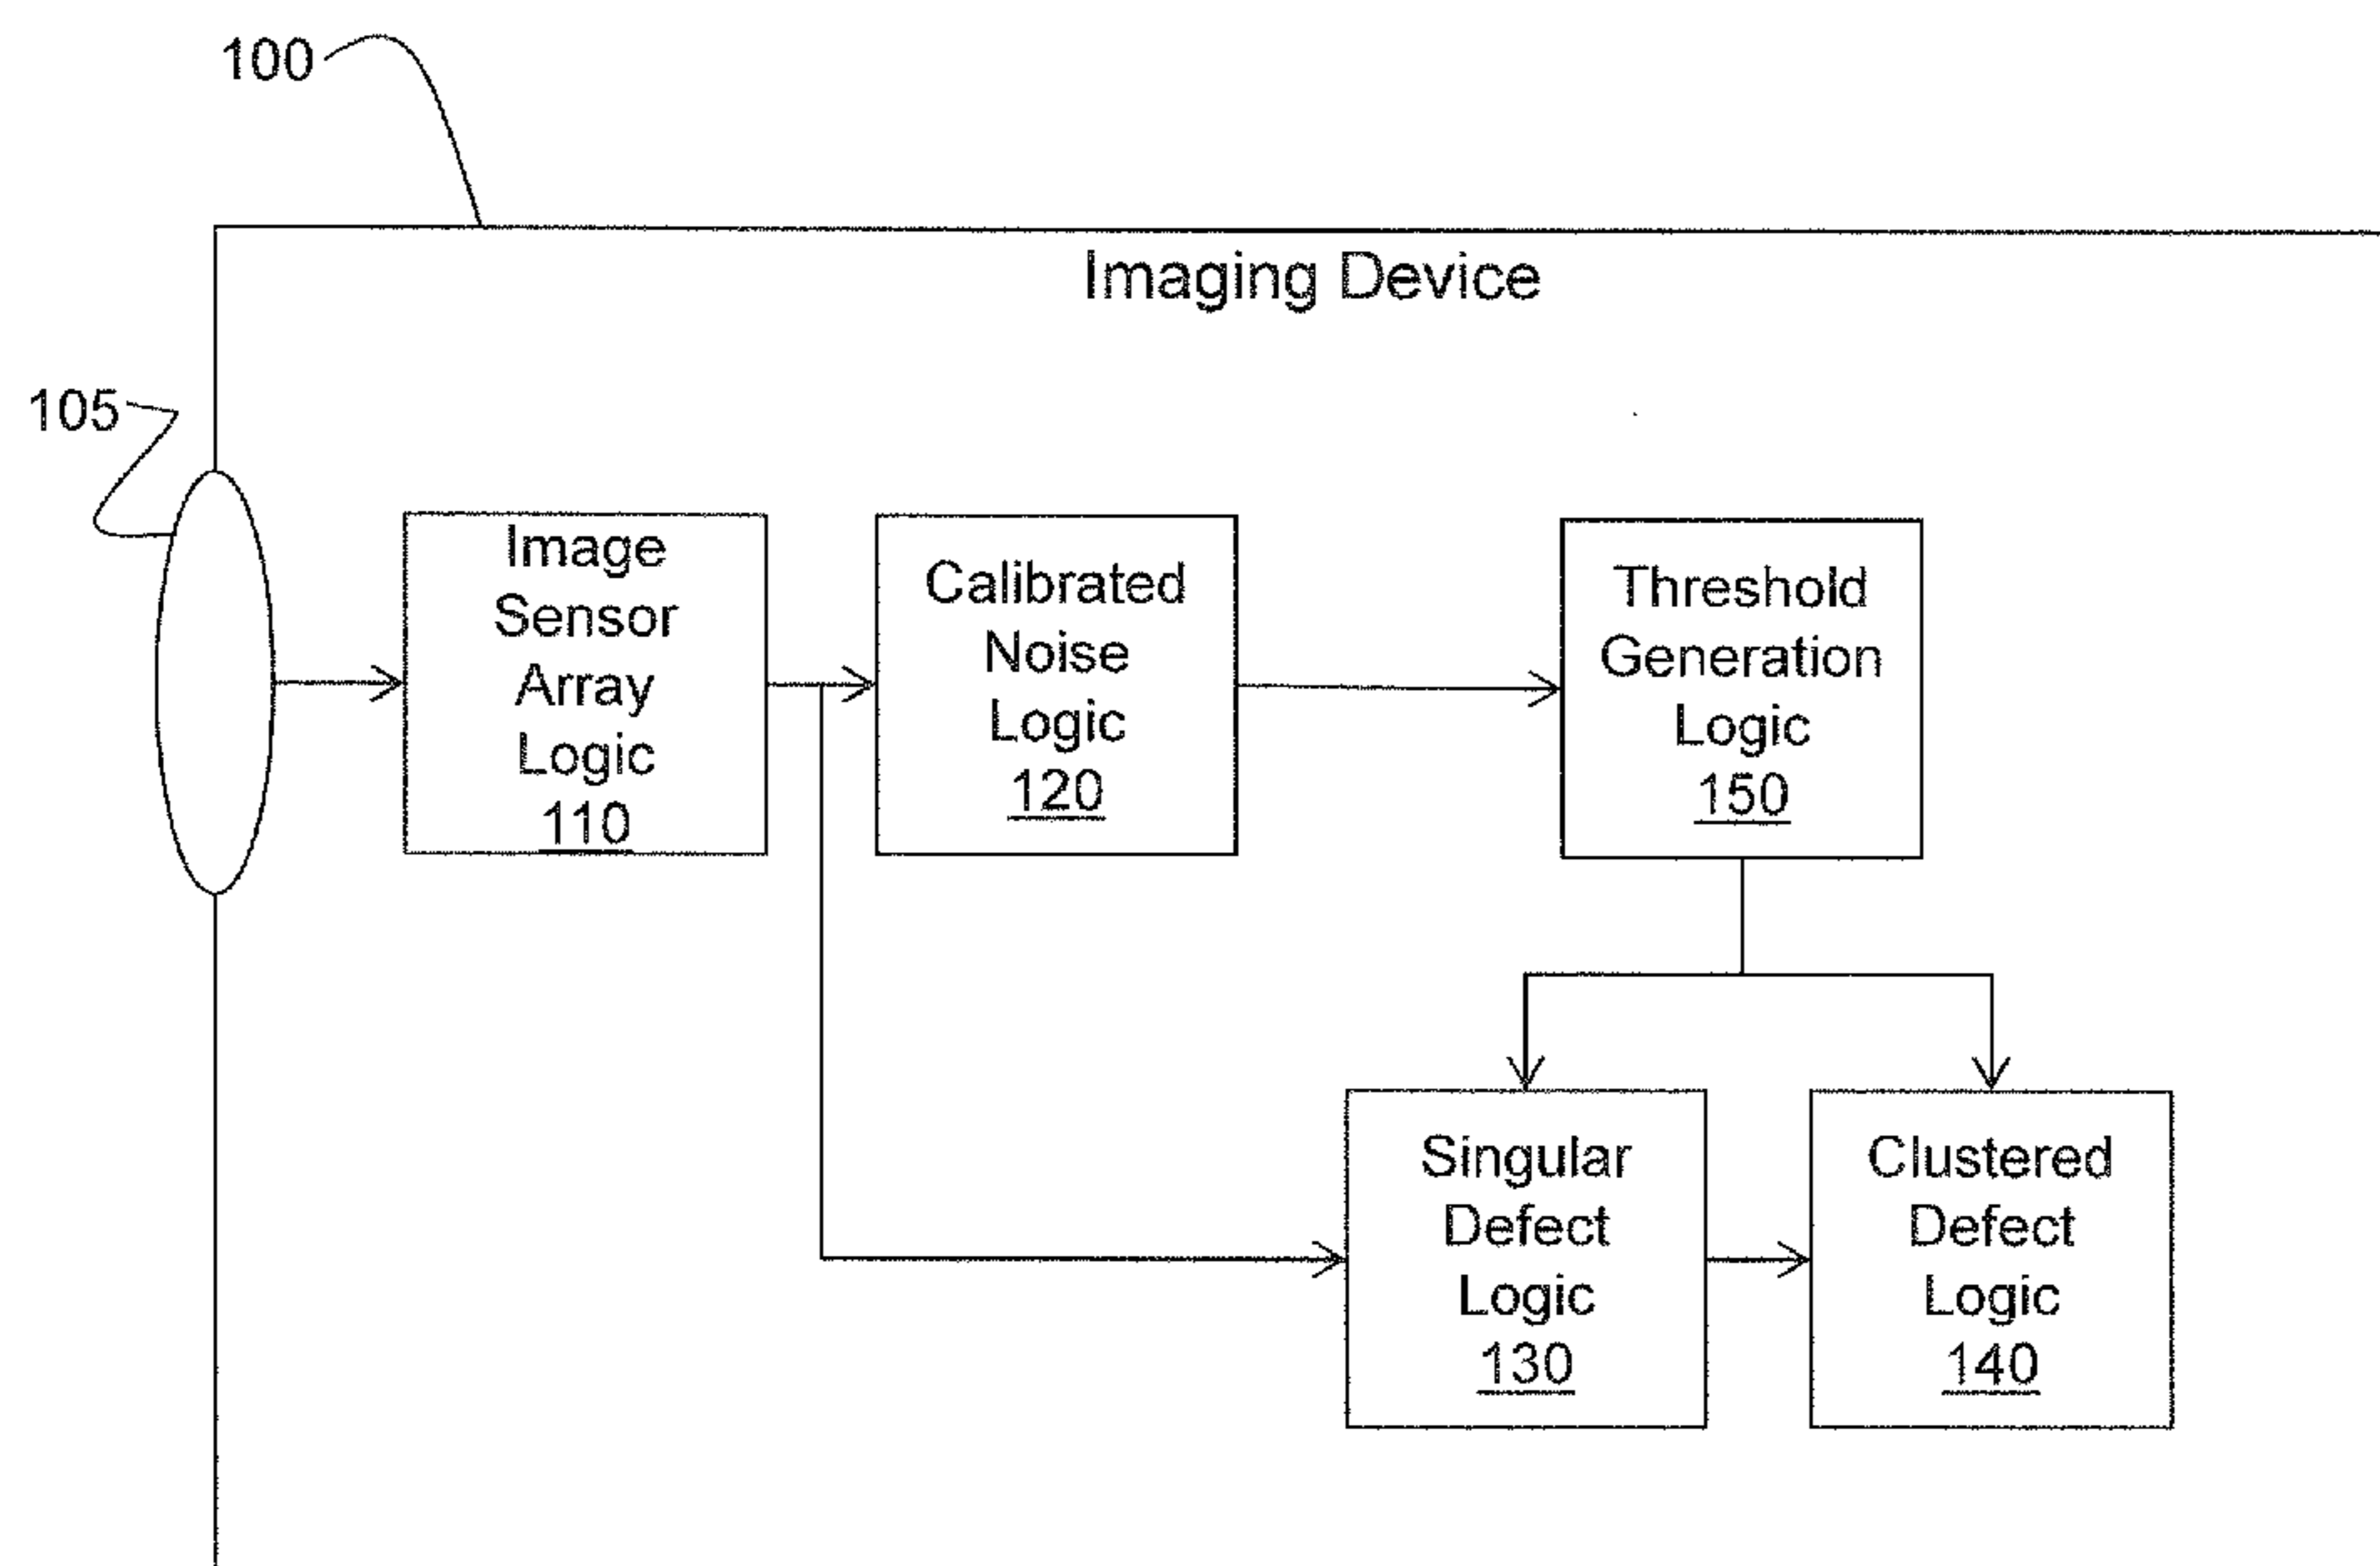 100
Imaging Device
105
Image
Sensor
Array
Logic
110
Calibrated
Noise
Logic
120
Threshold
Generation
Logic
150
Singular
Defect
Logic
130
Clustered
Defect
Logic
140